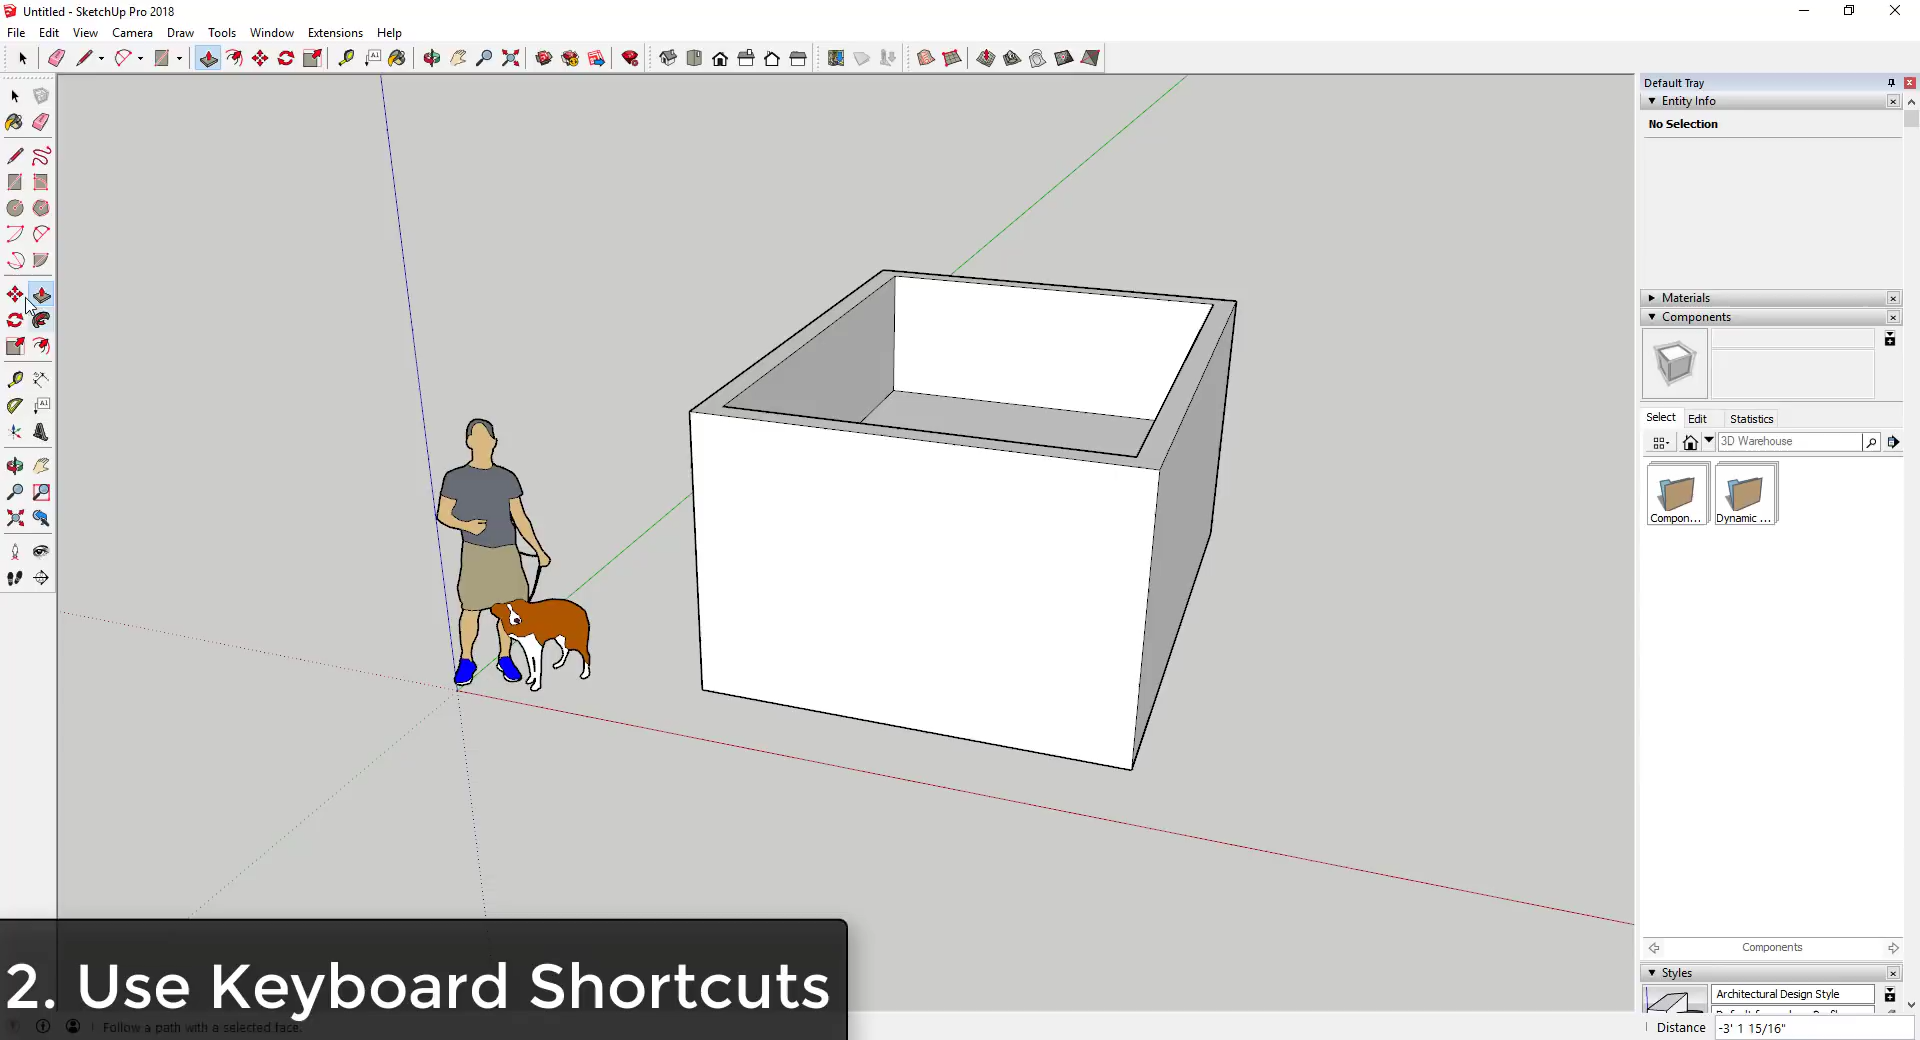 Untitled - SketchUp Pro 2018
File Edit View Camera Draw Tools Window Extensions Help
Default Tray
Entity Info
No Selection
Materials
Components
Select Edit Statistics
3D Warehouse
Compon... Dynamic ...
Components
Styles
Architectural Design Style
2. Use Keyboard Shortcuts
Follow a path with a selected face.
Distance -3' 1 15/16"